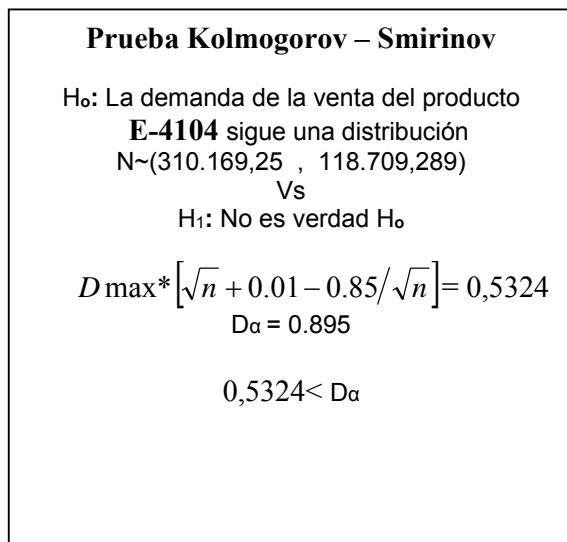 Prueba Kolmogorov – Smirinov
Ho: La demanda de la venta del producto
E-4104 sigue una distribución
N~(310.169,25 , 118.709,289)
Vs
H1: No es verdad Ho
D max*[√n + 0.01 – 0.85/√n] = 0,5324
Dα = 0.895
0,5324< Dα